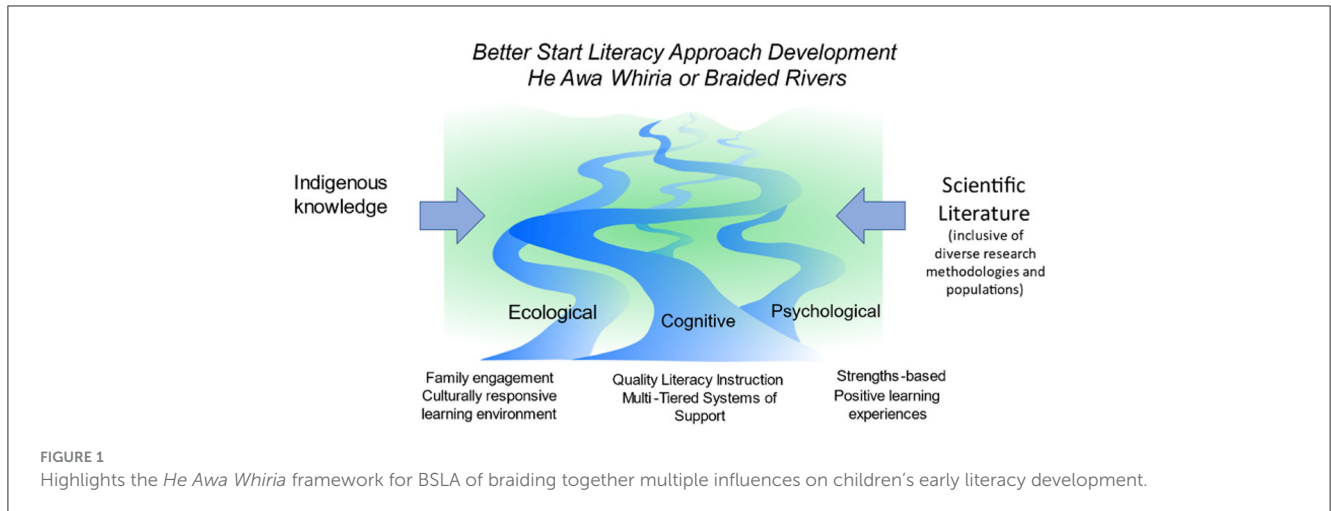 Better Start Literacy Approach Development
He Awa Whiria or Braided Rivers
Indigenous
knowledge
Scientific
Literature
(inclusive of
diverse research
methodologies and
populations)
Ecological
Cognitive
Psychological
Family engagement
Culturally responsive
learning environment
Quality Literacy Instruction
Multi-Tiered Systems of
Support
Strengths-based
Positive learning
experiences
FIGURE 1
Highlights the He Awa Whiria framework for BSLA of braiding together multiple influences on children's early literacy development.